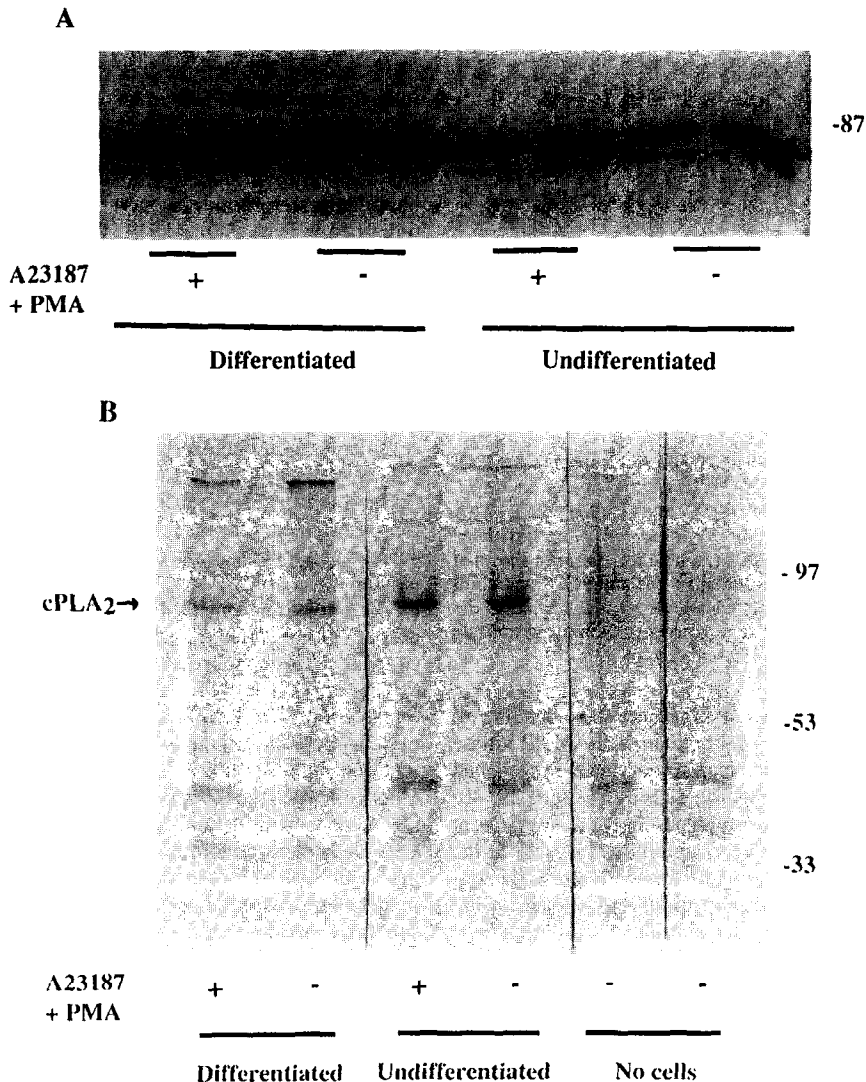 A
-87
A23187 + - + -
+ PMA
Differentiated Undifferentiated
B
- 97
cPLA2→
-53
-33
A23187 + - + - - -
+ PMA
Differentiated Undifferentiated No cells